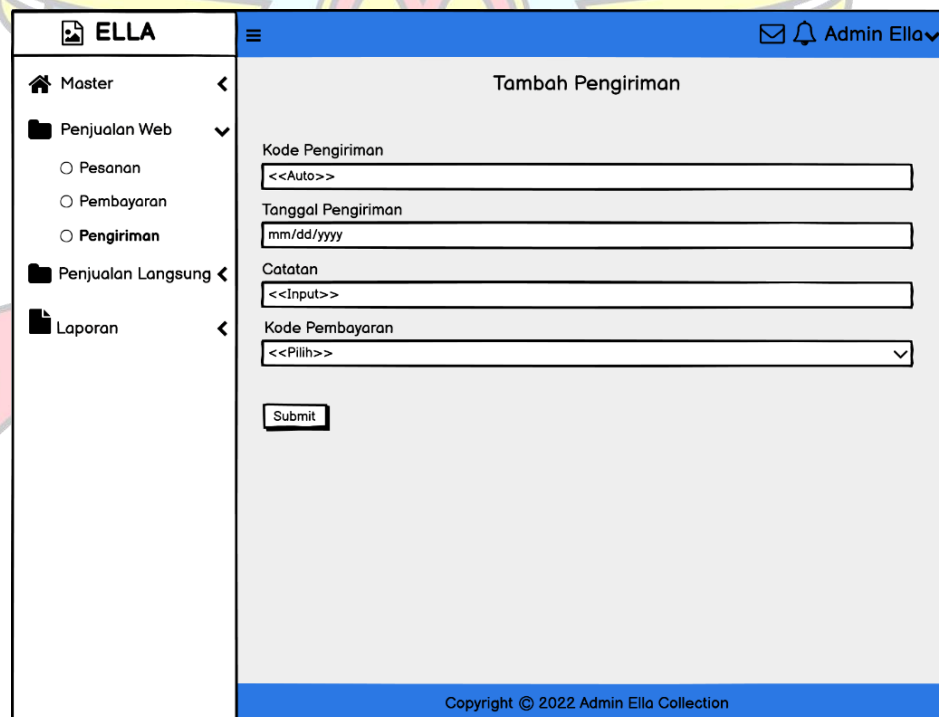 ELLA
Admin Ella
Master
Penjualan Web
Pesanan
Pembayaran
Pengiriman
Penjualan Langsung
Laporan
Tambah Pengiriman
Kode Pengiriman
<<Auto>>
Tanggal Pengiriman
mm/dd/yyyy
Catatan
<<Input>>
Kode Pembayaran
<<Pilih>>
Submit
Copyright © 2022 Admin Ella Collection